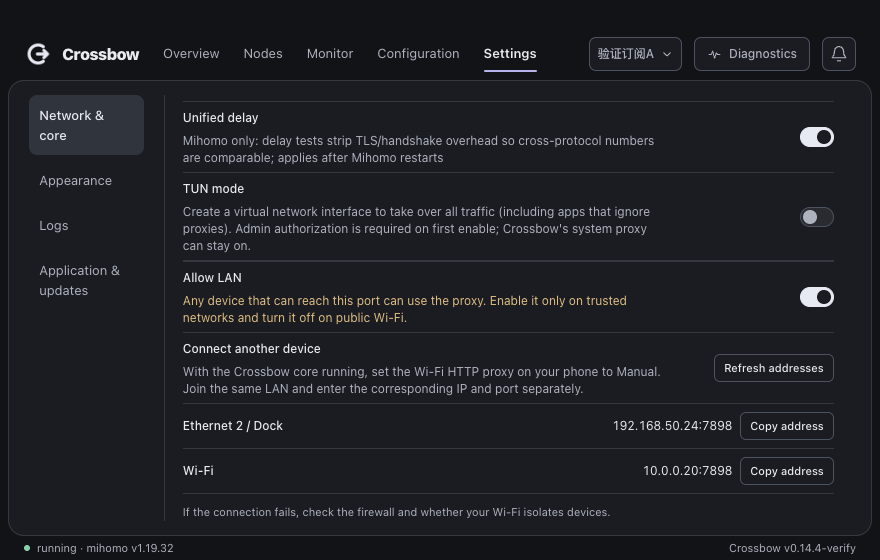 Crossbow
Overview
Nodes
Monitor
Configuration
Settings
验证订阅A
Diagnostics
Network &
core
Appearance
Logs
Application &
updates
Unified delay
Mihomo only: delay tests strip TLS/handshake overhead so cross-protocol numbers
are comparable; applies after Mihomo restarts
TUN mode
Create a virtual network interface to take over all traffic (including apps that ignore
proxies). Admin authorization is required on first enable; Crossbow's system proxy
can stay on.
Allow LAN
Any device that can reach this port can use the proxy. Enable it only on trusted
networks and turn it off on public Wi-Fi.
Connect another device
With the Crossbow core running, set the Wi-Fi HTTP proxy on your phone to Manual.
Join the same LAN and enter the corresponding IP and port separately.
Refresh addresses
Ethernet 2 / Dock
192.168.50.24:7898
Copy address
Wi-Fi
10.0.0.20:7898
Copy address
If the connection fails, check the firewall and whether your Wi-Fi isolates devices.
running · mihomo v1.19.32
Crossbow v0.14.4-verify